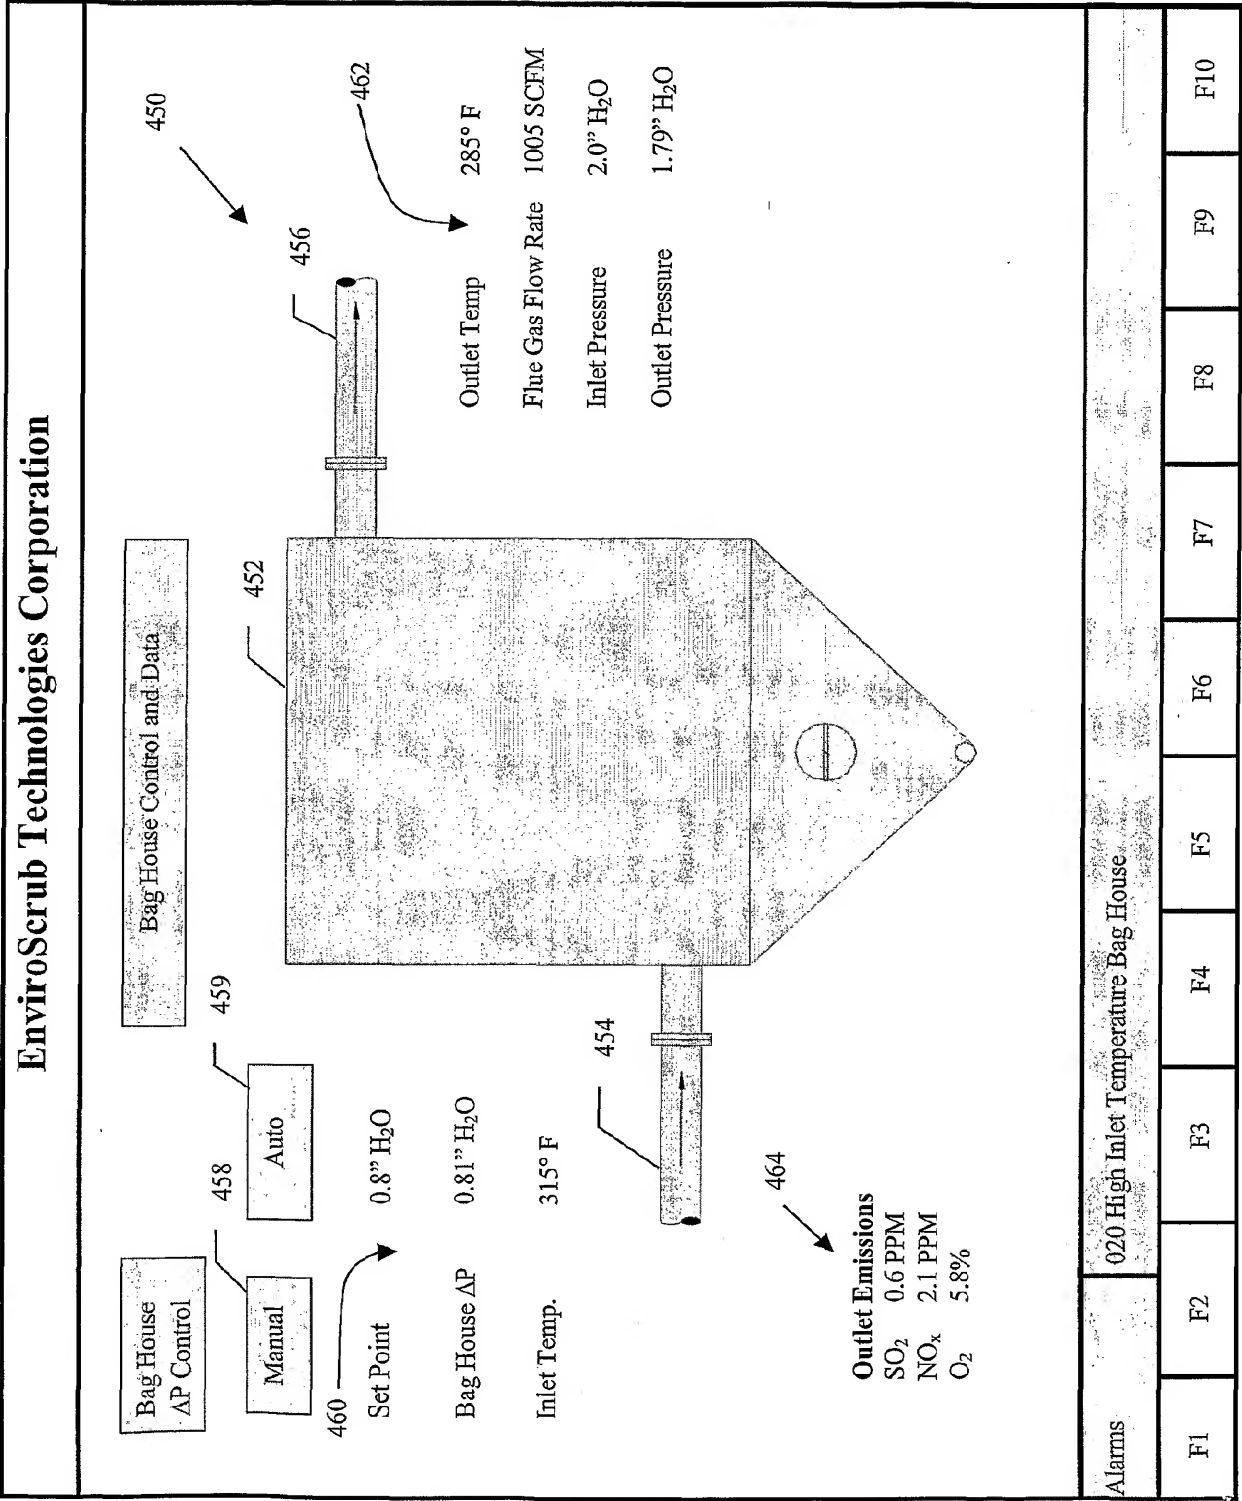 EnviroScrub Technologies Corporation
Bag House
ΔP Control
Bag House Control and Data
450
458
459
Manual
Auto
452
456
460
462
Set Point 0.8” H₂O
Bag House ΔP 0.81” H₂O
Inlet Temp. 315° F
Outlet Temp 285° F
Flue Gas Flow Rate 1005 SCFM
Inlet Pressure 2.0” H₂O
Outlet Pressure 1.79” H₂O
454
464
Outlet Emissions
SO₂ 0.6 PPM
NOₓ 2.1 PPM
O₂ 5.8%
Alarms 020 High Inlet Temperature Bag House
F1 F2 F3 F4 F5 F6 F7 F8 F9 F10